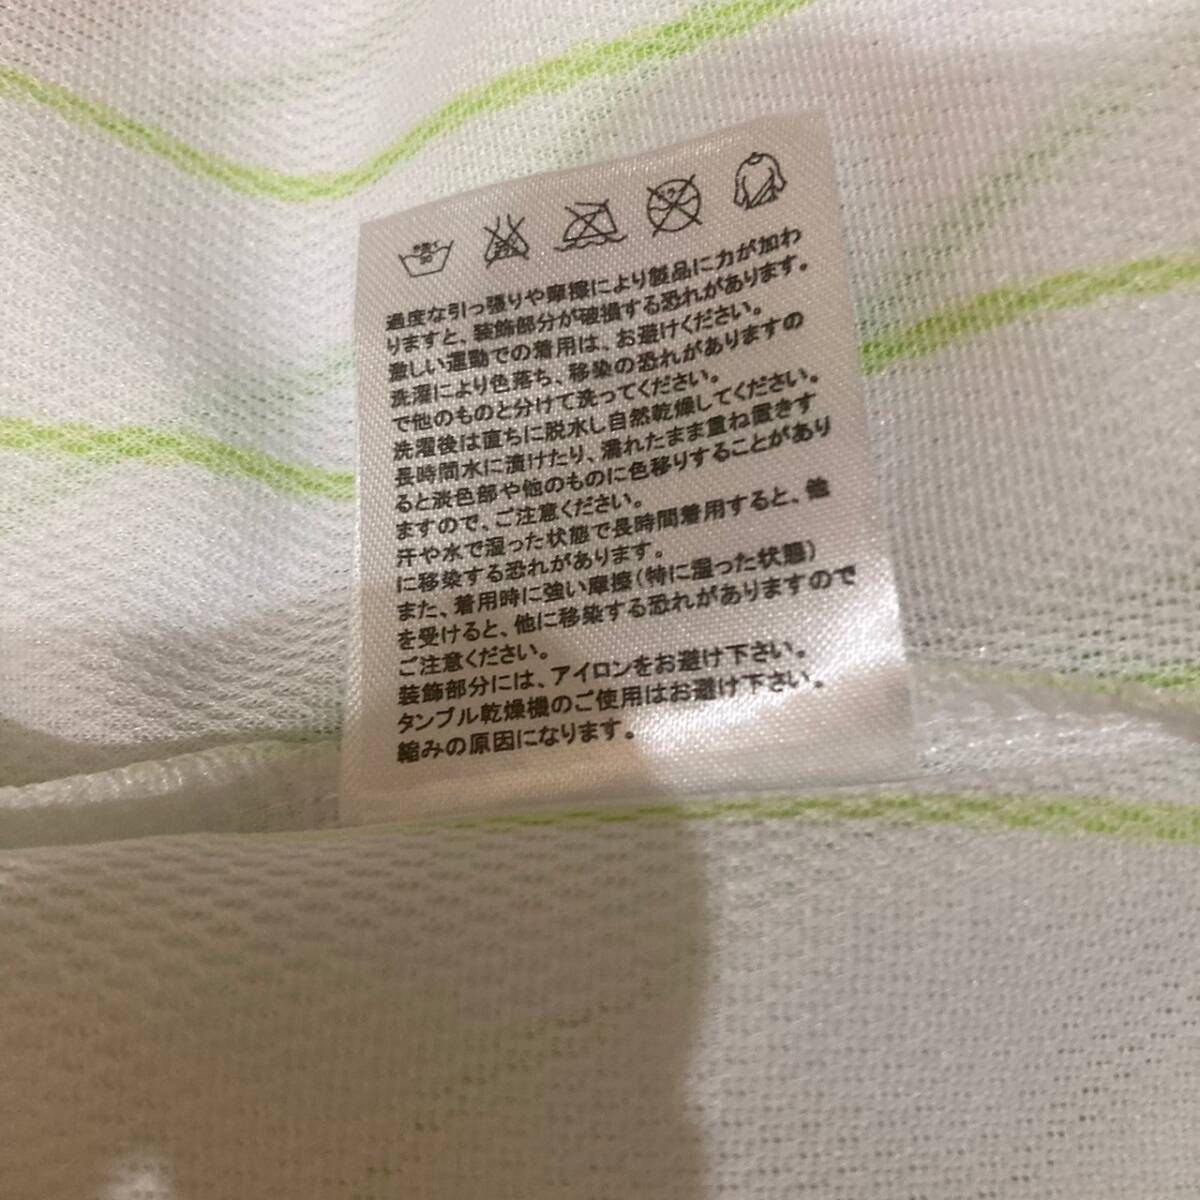 手洗イ
30
ドライ
過度な引っ張りや摩擦により製品に力が加わ
りますと、装飾部分が破損する恐れがあります。
激しい運動での着用は、お避けください。
洗濯により色落ち、移染の恐れがありますの
で他のものと分けて洗ってください。
洗濯後は直ちに脱水し自然乾燥してください。
長時間水に漬けたり、濡れたまま重ね置きす
ると淡色部や他のものに色移りすることがあり
ますので、ご注意ください。
汗や水で湿った状態で長時間着用すると、他
に移染する恐れがあります。
また、着用時に強い摩擦(特に湿った状態)
を受けると、他に移染する恐れがありますので
ご注意ください。
装飾部分には、アイロンをお避け下さい。
タンブル乾燥機のご使用はお避け下さい。
縮みの原因になります。